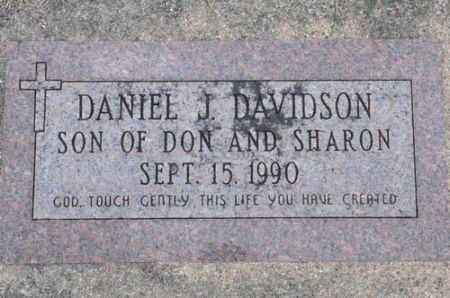 DANIEL J. DAVIDSON
SON OF DON AND SHARON
SEPT. 15, 1990
GOD, TOUCH GENTLY THIS LIFE YOU HAVE CREATED